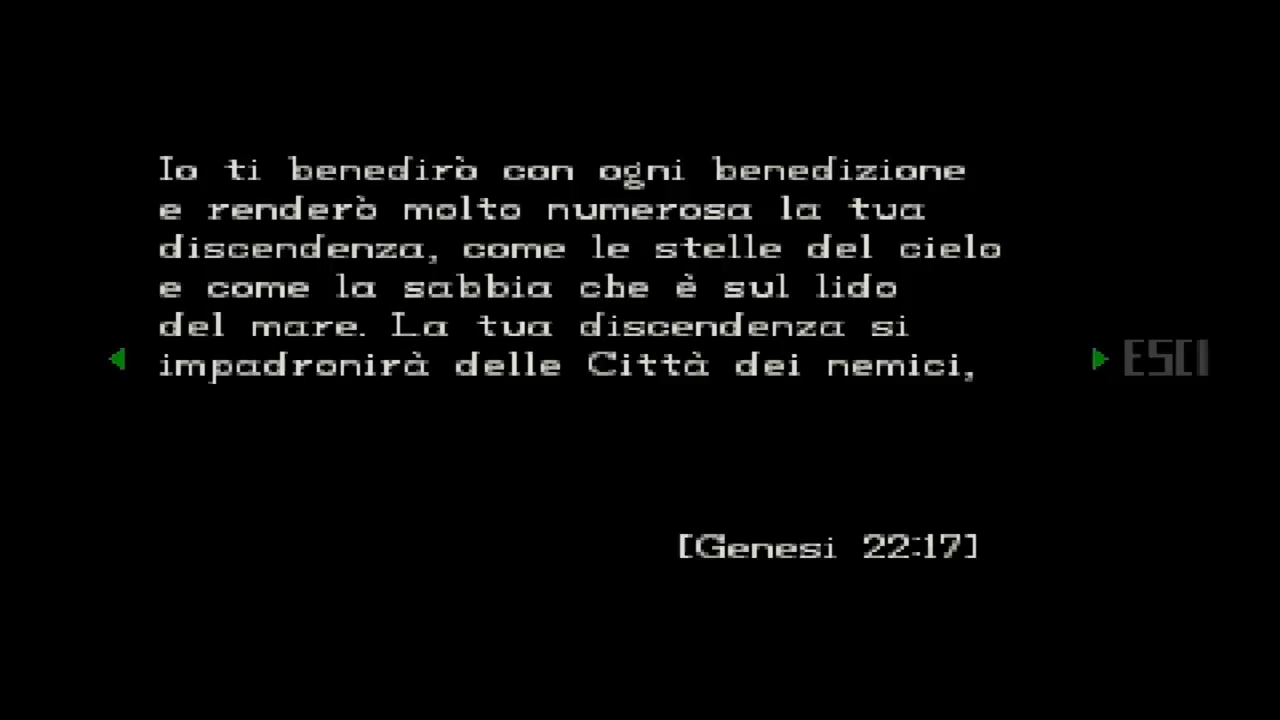 Io ti benedirò con ogni benedizione
e renderò molto numerosa la tua
discendenza, come le stelle del cielo
e come la sabbia che è sul lido
del mare. La tua discendenza si
impadronirà delle Città dei nemici,
ESCI
[Genesi 22:17]